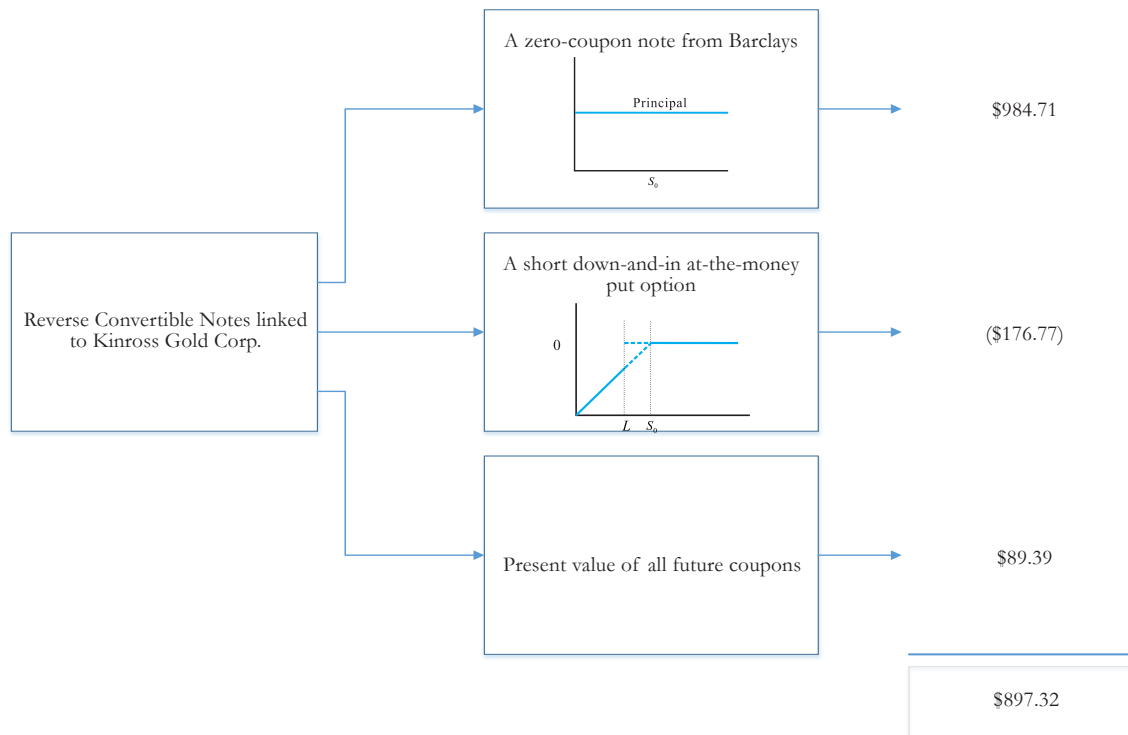 A zero-coupon note from Barclays
Principal
S₀
$984.71
Reverse Convertible Notes linked
to Kinross Gold Corp.
A short down-and-in at-the-money
put option
0
L S₀
($176.77)
Present value of all future coupons
$89.39
$897.32